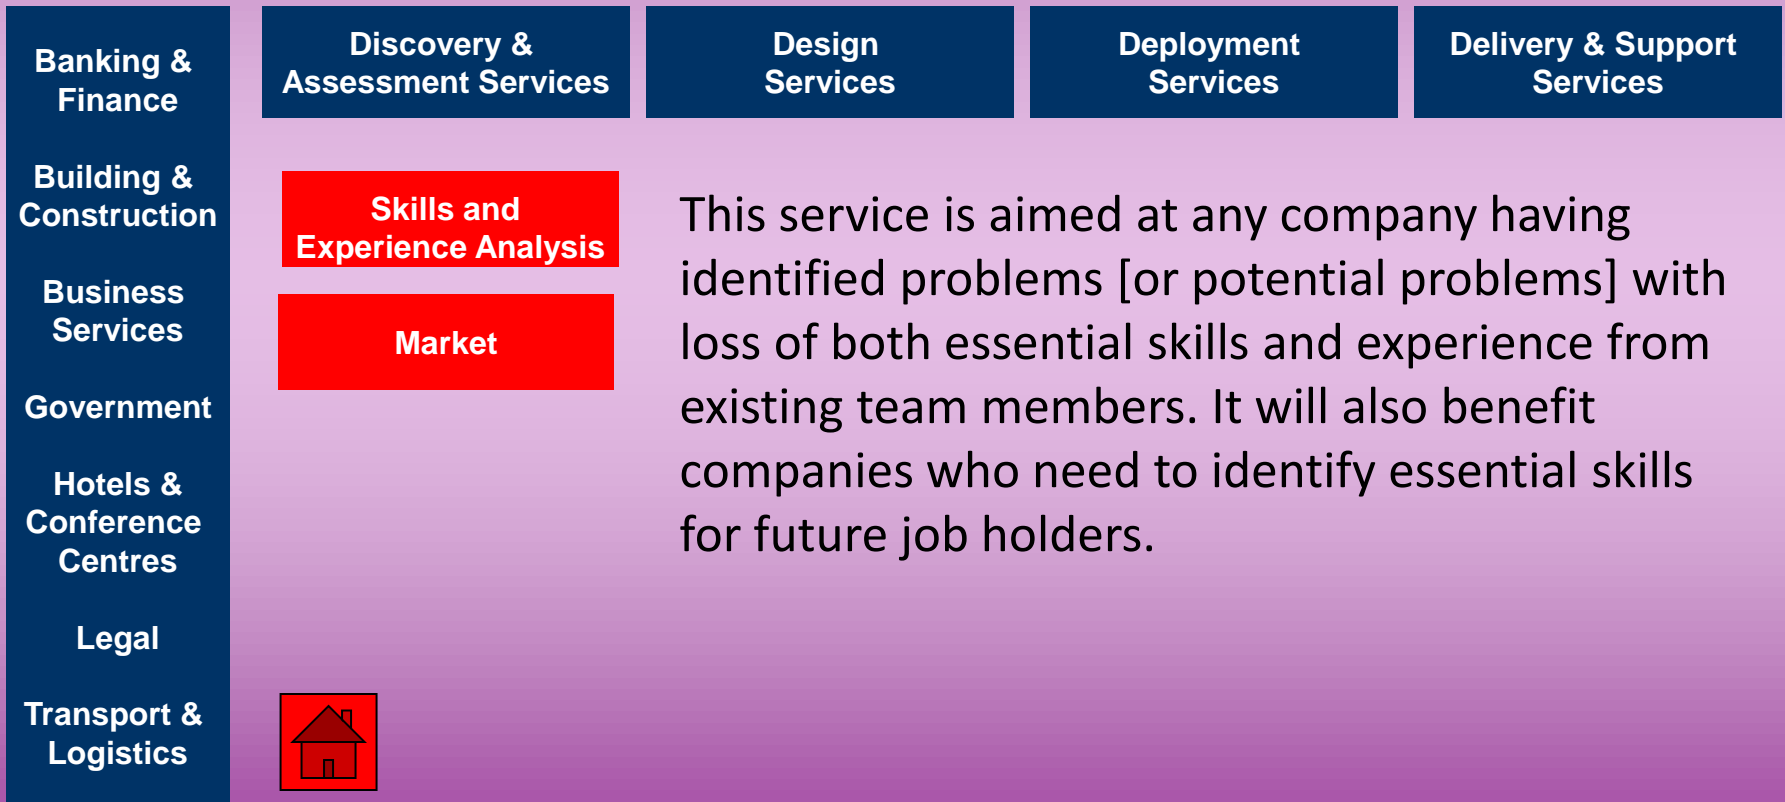 Banking &
Finance
Building &
Construction
Business
Services
Government
Hotels &
Conference
Centres
Legal
Transport &
Logistics
Discovery &
Assessment Services
Design
Services
Deployment
Services
Delivery & Support
Services
Skills and
Experience Analysis
Market
This service is aimed at any company having
identified problems [or potential problems] with
loss of both essential skills and experience from
existing team members. It will also benefit
companies who need to identify essential skills
for future job holders.